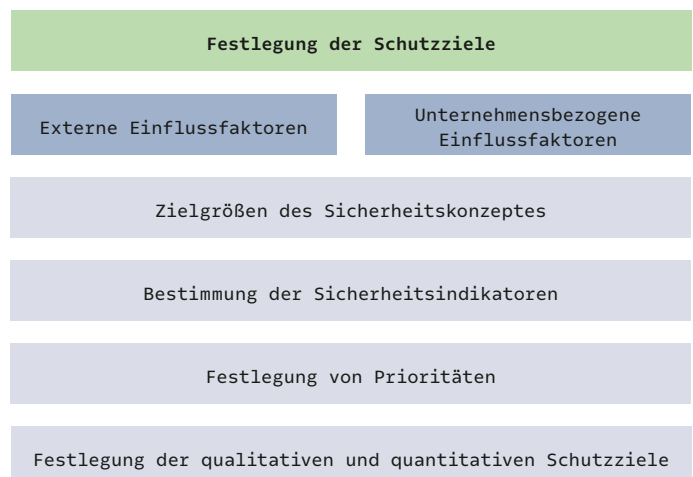 Festlegung der Schutzziele
Externe Einflussfaktoren
Unternehmensbezogene
Einflussfaktoren
Zielgrößen des Sicherheitskonzeptes
Bestimmung der Sicherheitsindikatoren
Festlegung von Prioritäten
Festlegung der qualitativen und quantitativen Schutzziele